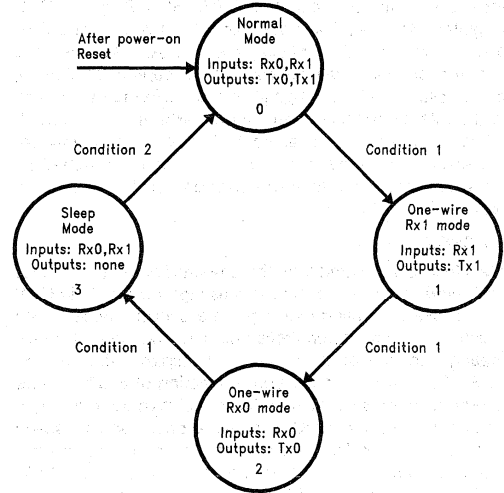 After power-on
Reset
Normal
Mode
Inputs: Rx0,Rx1
Outputs: Tx0,Tx1
0
Condition 2
Condition 1
Sleep
Mode
Inputs: Rx0,Rx1
Outputs: none
3
One-wire
Rx1 mode
Inputs: Rx1
Outputs: Tx1
1
Condition 1
Condition 1
One-wire
Rx0 mode
Inputs: Rx0
Outputs: Tx0
2